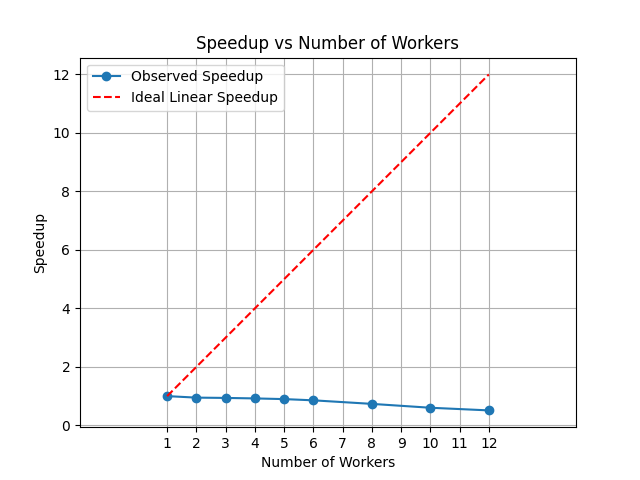 Speedup vs Number of Workers
Observed Speedup
Ideal Linear Speedup
12
10
8
6
4
2
0
Speedup
1 2 3 4 5 6 7 8 9 10 11 12
Number of Workers